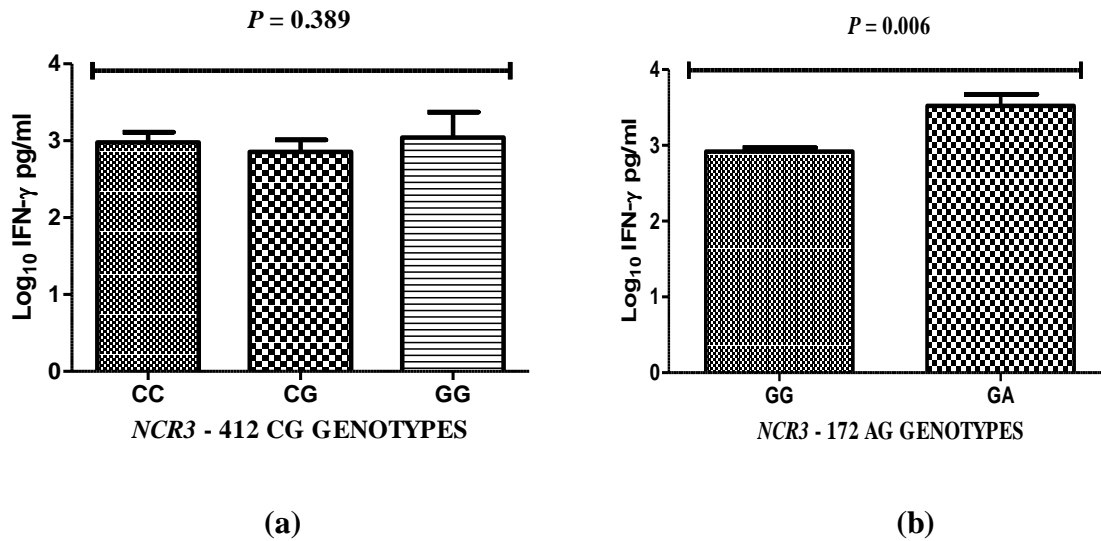 P = 0.389
4
3
2
1
0
Log₁₀ IFN-γ pg/ml
CC CG GG
NCR3 - 412 CG GENOTYPES
(a)
P = 0.006
4
3
2
1
0
Log₁₀ IFN-γ pg/ml
GG GA
NCR3 - 172 AG GENOTYPES
(b)